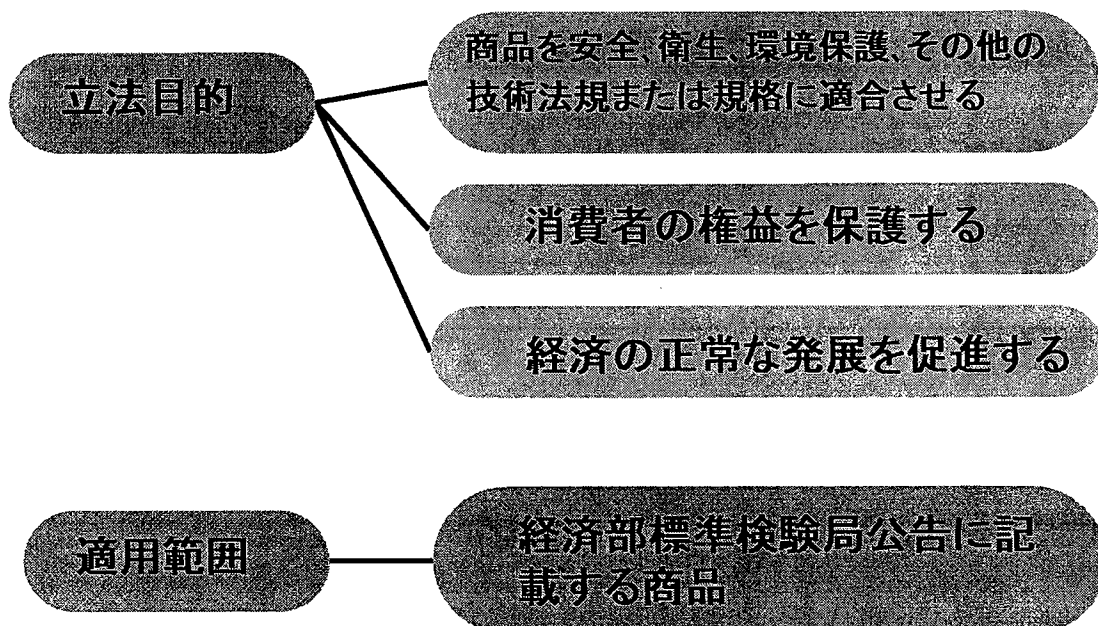 立法目的
商品を安全、衛生、環境保護、その他の
技術法規または規格に適合させる
消費者の権益を保護する
経済の正常な発展を促進する
適用範囲
経済部標準検験局公告に記
載する商品